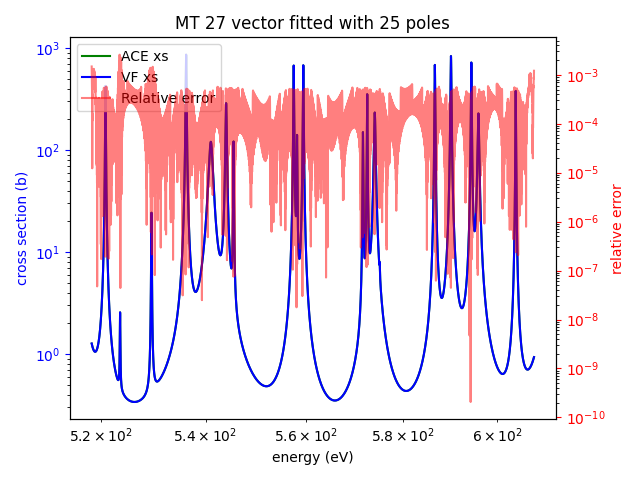 MT 27 vector fitted with 25 poles
ACE xs
VF xs
Relative error
cross section (b)
10³
10²
10¹
10⁰
10⁻³
10⁻⁴
10⁻⁵
10⁻⁶
10⁻⁷
10⁻⁸
10⁻⁹
10⁻¹⁰
relative error
5.2 × 10² 5.4 × 10² 5.6 × 10² 5.8 × 10² 6 × 10²
energy (eV)